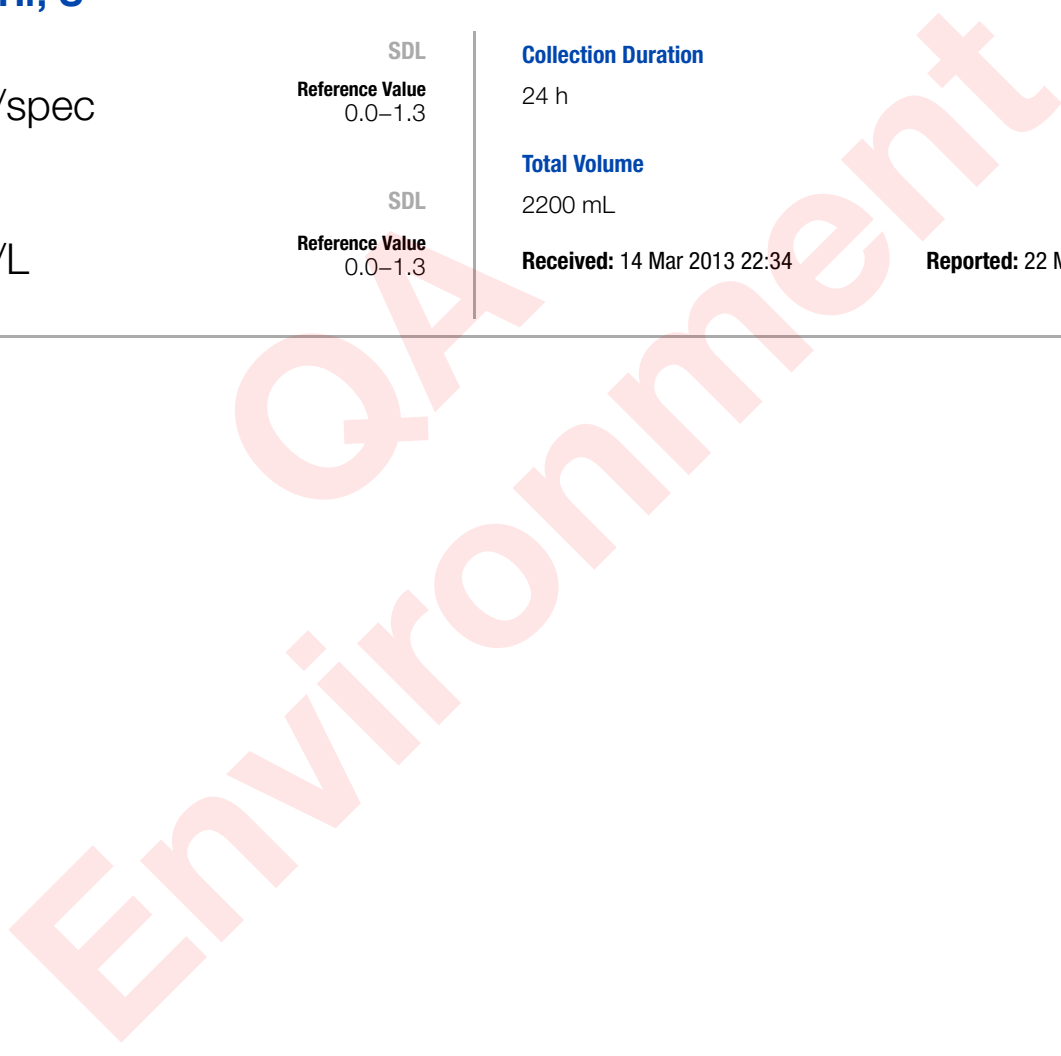 SDL
/spec
Reference Value
0.0–1.3
SDL
/L
Reference Value
0.0–1.3
Collection Duration
24 h
Total Volume
2200 mL
Received: 14 Mar 2013 22:34
Reported: 22
QA
Environment